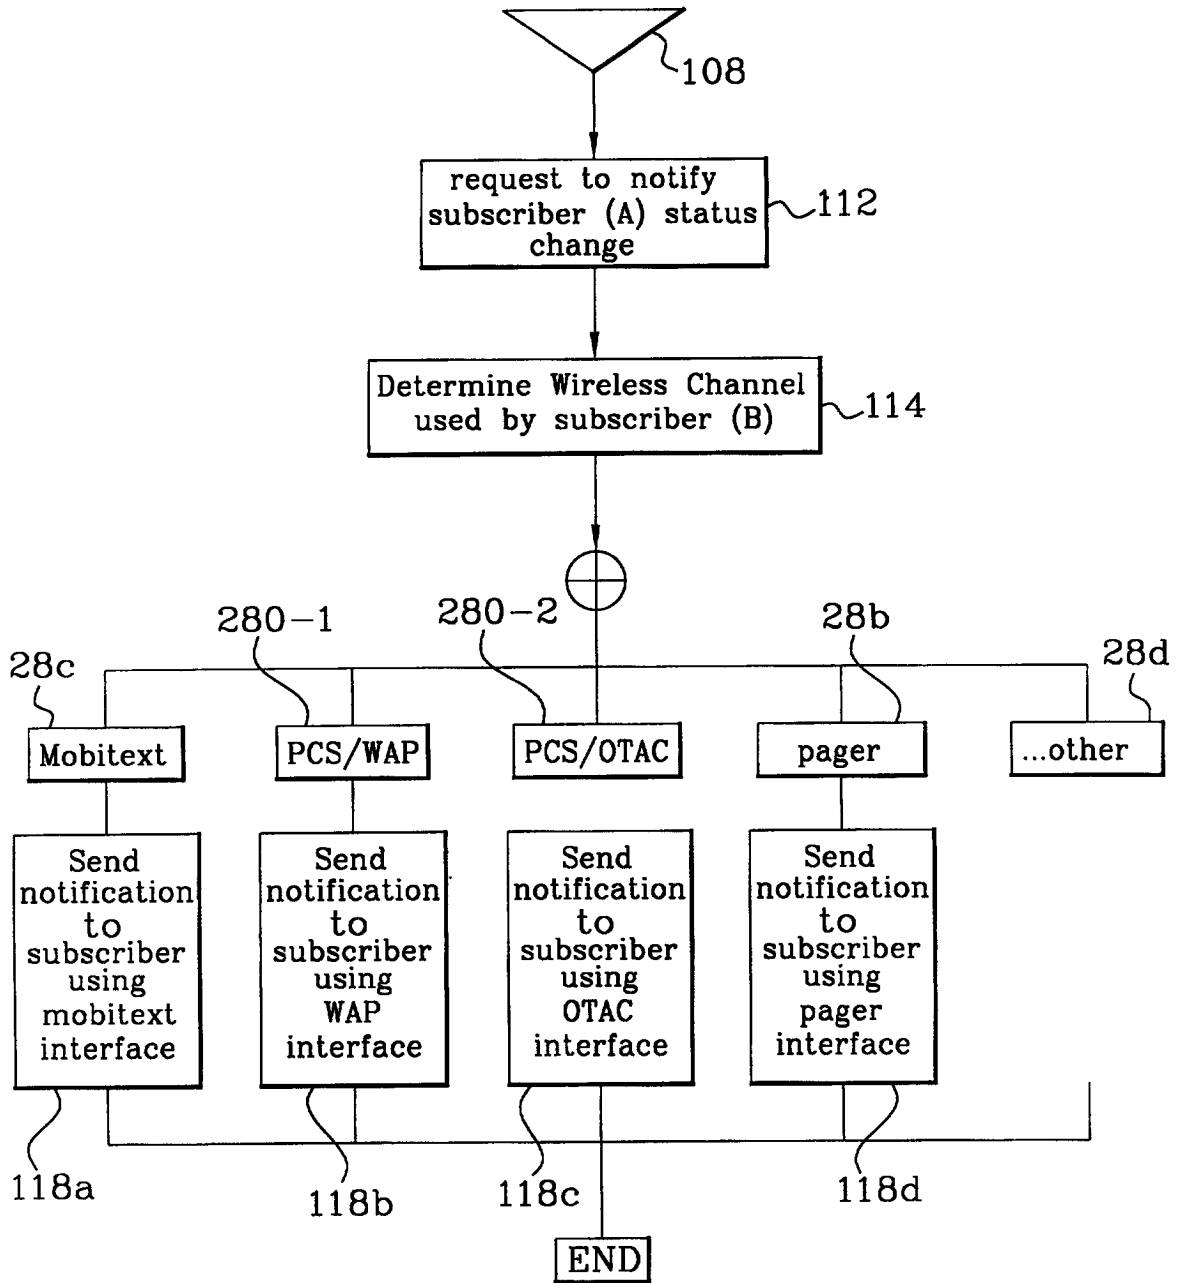 108
request to notify
subscriber (A) status
change
112
Determine Wireless Channel
used by subscriber (B)
114
280-1
280-2
28b
28c
28d
Mobitext
PCS/WAP
PCS/OTAC
pager
...other
Send
notification
to
subscriber
using
mobitext
interface
Send
notification
to
subscriber
using
WAP
interface
Send
notification
to
subscriber
using
OTAC
interface
Send
notification
to
subscriber
using
pager
interface
118a
118b
118c
118d
END